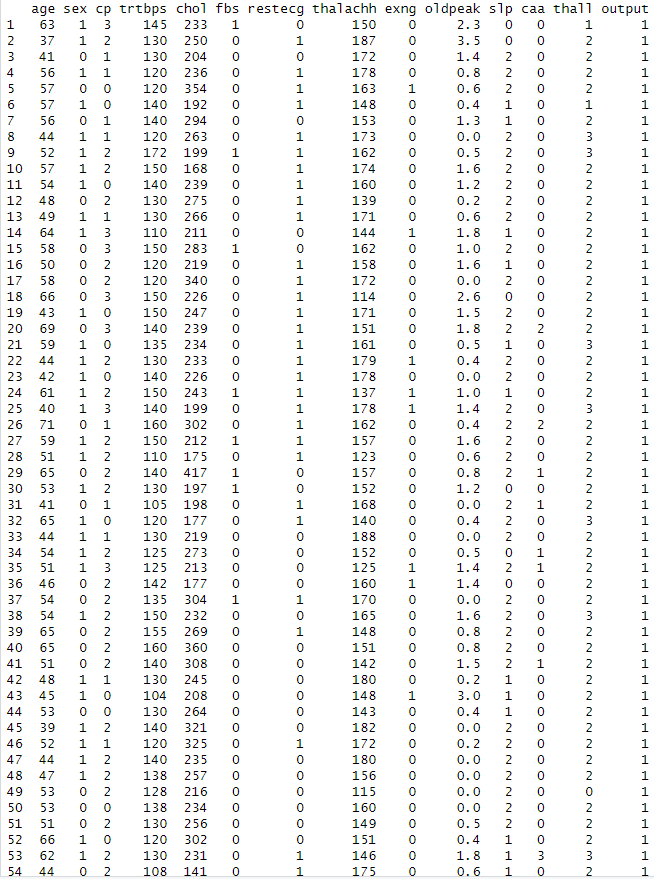 age sex cp trtbps chol fbs restecg thalachh exng oldpeak slp caa thall output
1 63 1 3 145 233 1 0 150 0 2.3 0 0 1 1
2 37 1 2 130 250 0 1 187 0 3.5 0 0 2 1
3 41 0 1 130 204 0 0 172 0 1.4 2 0 2 1
4 56 1 1 120 236 0 1 178 0 0.8 2 0 2 1
5 57 0 0 120 354 0 1 163 1 0.6 2 0 2 1
6 57 1 0 140 192 0 1 148 0 0.4 1 0 1 1
7 56 0 1 140 294 0 0 153 0 1.3 1 0 2 1
8 44 1 1 120 263 0 1 173 0 0.0 2 0 3 1
9 52 1 2 172 199 1 1 162 0 0.5 2 0 3 1
10 57 1 2 150 168 0 1 174 0 1.6 2 0 2 1
11 54 1 0 140 239 0 1 160 0 1.2 2 0 2 1
12 48 0 2 130 275 0 1 139 0 0.2 2 0 2 1
13 49 1 1 130 266 0 1 171 0 0.6 2 0 2 1
14 64 1 3 110 211 0 0 144 1 1.8 1 0 2 1
15 58 0 3 150 283 1 0 162 0 1.0 2 0 2 1
16 50 0 2 120 219 0 1 158 0 1.6 1 0 2 1
17 58 0 2 120 340 0 1 172 0 0.0 2 0 2 1
18 66 0 3 150 226 0 1 114 0 2.6 0 0 2 1
19 43 1 0 150 247 0 1 171 0 1.5 2 0 2 1
20 69 0 3 140 239 0 1 151 0 1.8 2 2 2 1
21 59 1 0 135 234 0 1 161 0 0.5 1 0 3 1
22 44 1 2 130 233 0 1 179 1 0.4 2 0 2 1
23 42 1 0 140 226 0 1 178 0 0.0 2 0 2 1
24 61 1 2 150 243 1 1 137 1 1.0 1 0 2 1
25 40 1 3 140 199 0 1 178 1 1.4 2 0 3 1
26 71 0 1 160 302 0 1 162 0 0.4 2 2 2 1
27 59 1 2 150 212 1 1 157 0 1.6 2 0 2 1
28 51 1 2 110 175 0 1 123 0 0.6 2 0 2 1
29 65 0 2 140 417 1 0 157 0 0.8 2 1 2 1
30 53 1 2 130 197 1 0 152 0 1.2 0 0 2 1
31 41 0 1 105 198 0 1 168 0 0.0 2 1 2 1
32 65 1 0 120 177 0 1 140 0 0.4 2 0 3 1
33 44 1 1 130 219 0 0 188 0 0.0 2 0 2 1
34 54 1 2 125 273 0 0 152 0 0.5 0 1 2 1
35 51 1 3 125 213 0 0 125 1 1.4 2 1 2 1
36 46 0 2 142 177 0 0 160 1 1.4 0 0 2 1
37 54 0 2 135 304 1 1 170 0 0.0 2 0 2 1
38 54 1 2 150 232 0 0 165 0 1.6 2 0 3 1
39 65 0 2 155 269 0 1 148 0 0.8 2 0 2 1
40 65 0 2 160 360 0 0 151 0 0.8 2 0 2 1
41 51 0 2 140 308 0 0 142 0 1.5 2 1 2 1
42 48 1 1 130 245 0 0 180 0 0.2 1 0 2 1
43 45 1 0 104 208 0 0 148 1 3.0 1 0 2 1
44 53 0 0 130 264 0 0 143 0 0.4 1 0 2 1
45 39 1 2 140 321 0 0 182 0 0.0 2 0 2 1
46 52 1 1 120 325 0 1 172 0 0.2 2 0 2 1
47 44 1 2 140 235 0 0 180 0 0.0 2 0 2 1
48 47 1 2 138 257 0 0 156 0 0.0 2 0 2 1
49 53 0 2 128 216 0 0 115 0 0.0 2 0 0 1
50 53 0 0 138 234 0 0 160 0 0.0 2 0 2 1
51 51 0 2 130 256 0 0 149 0 0.5 2 0 2 1
52 66 1 0 120 302 0 0 151 0 0.4 1 0 2 1
53 62 1 2 130 231 0 1 146 0 1.8 1 3 3 1
54 44 0 2 108 141 0 1 175 0 0.6 1 0 2 1